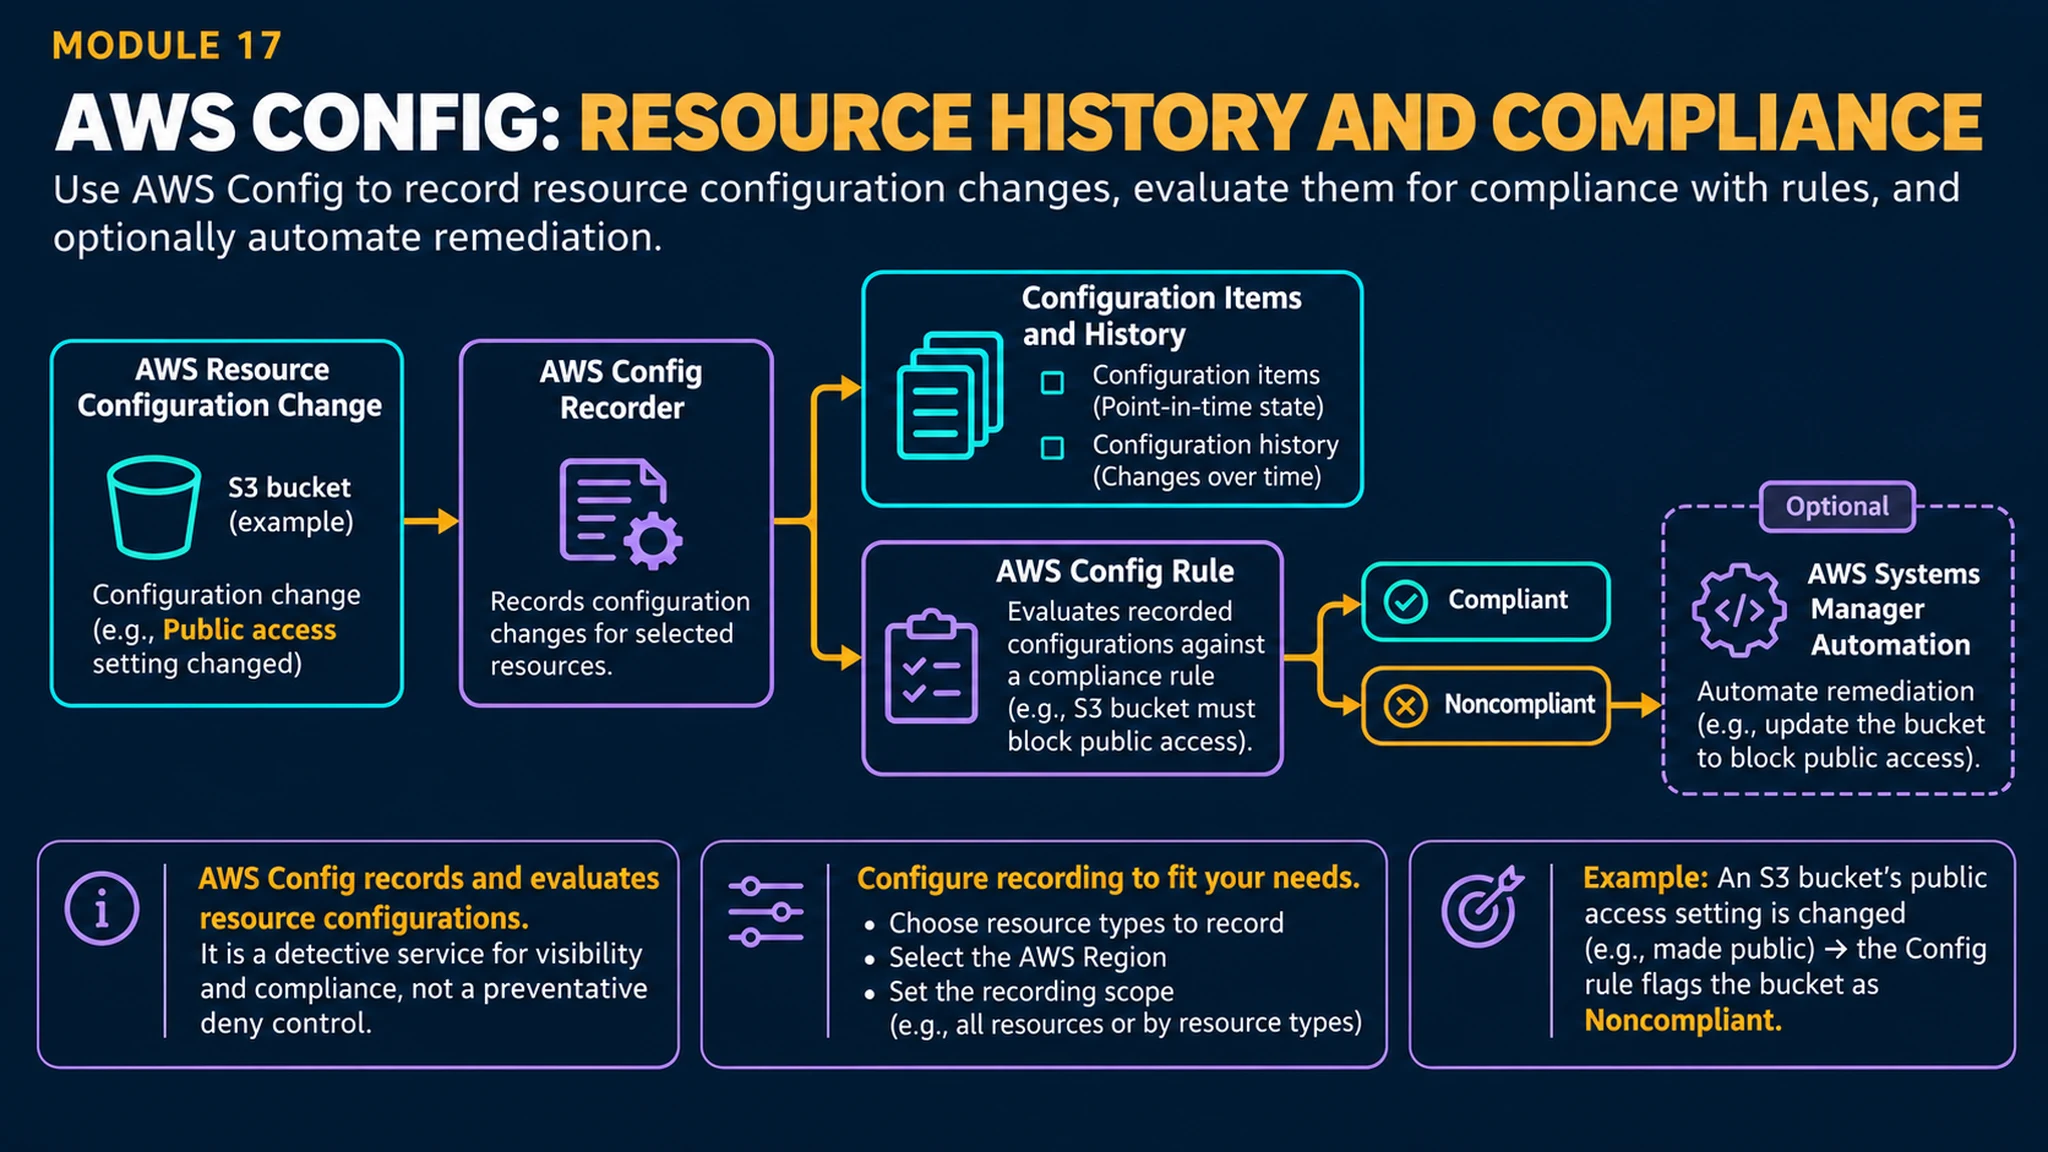 MODULE 17
AWS CONFIG: RESOURCE HISTORY AND COMPLIANCE
Use AWS Config to record resource configuration changes, evaluate them for compliance with rules, and
optionally automate remediation.
AWS Resource
Configuration Change
S3 bucket
(example)
Configuration change
(e.g., Public access
setting changed)
AWS Config
Recorder
Records configuration
changes for selected
resources.
Configuration Items
and History
Configuration items
(Point-in-time state)
Configuration history
(Changes over time)
AWS Config Rule
Evaluates recorded
configurations against
a compliance rule
(e.g., S3 bucket must
block public access).
Compliant
Noncompliant
Optional
</>
AWS Systems
Manager
Automation
Automate remediation
(e.g., update the bucket
to block public access).
i
AWS Config records and evaluates
resource configurations.
It is a detective service for visibility
and compliance, not a preventative
deny control.
Configure recording to fit your needs.
• Choose resource types to record
• Select the AWS Region
• Set the recording scope
(e.g., all resources or by resource types)
Example: An S3 bucket's public
access setting is changed
(e.g., made public) → the Config
rule flags the bucket as
Noncompliant.